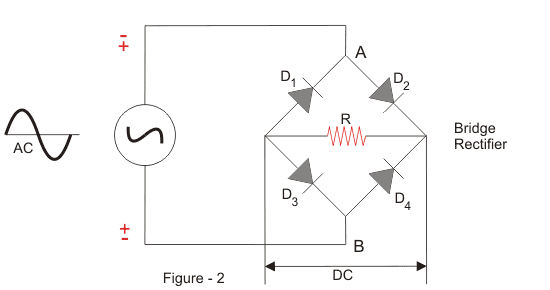 -
+
A
D1
D2
R
AC
Bridge
Rectifier
D3
D4
+
-
B
DC
Figure - 2